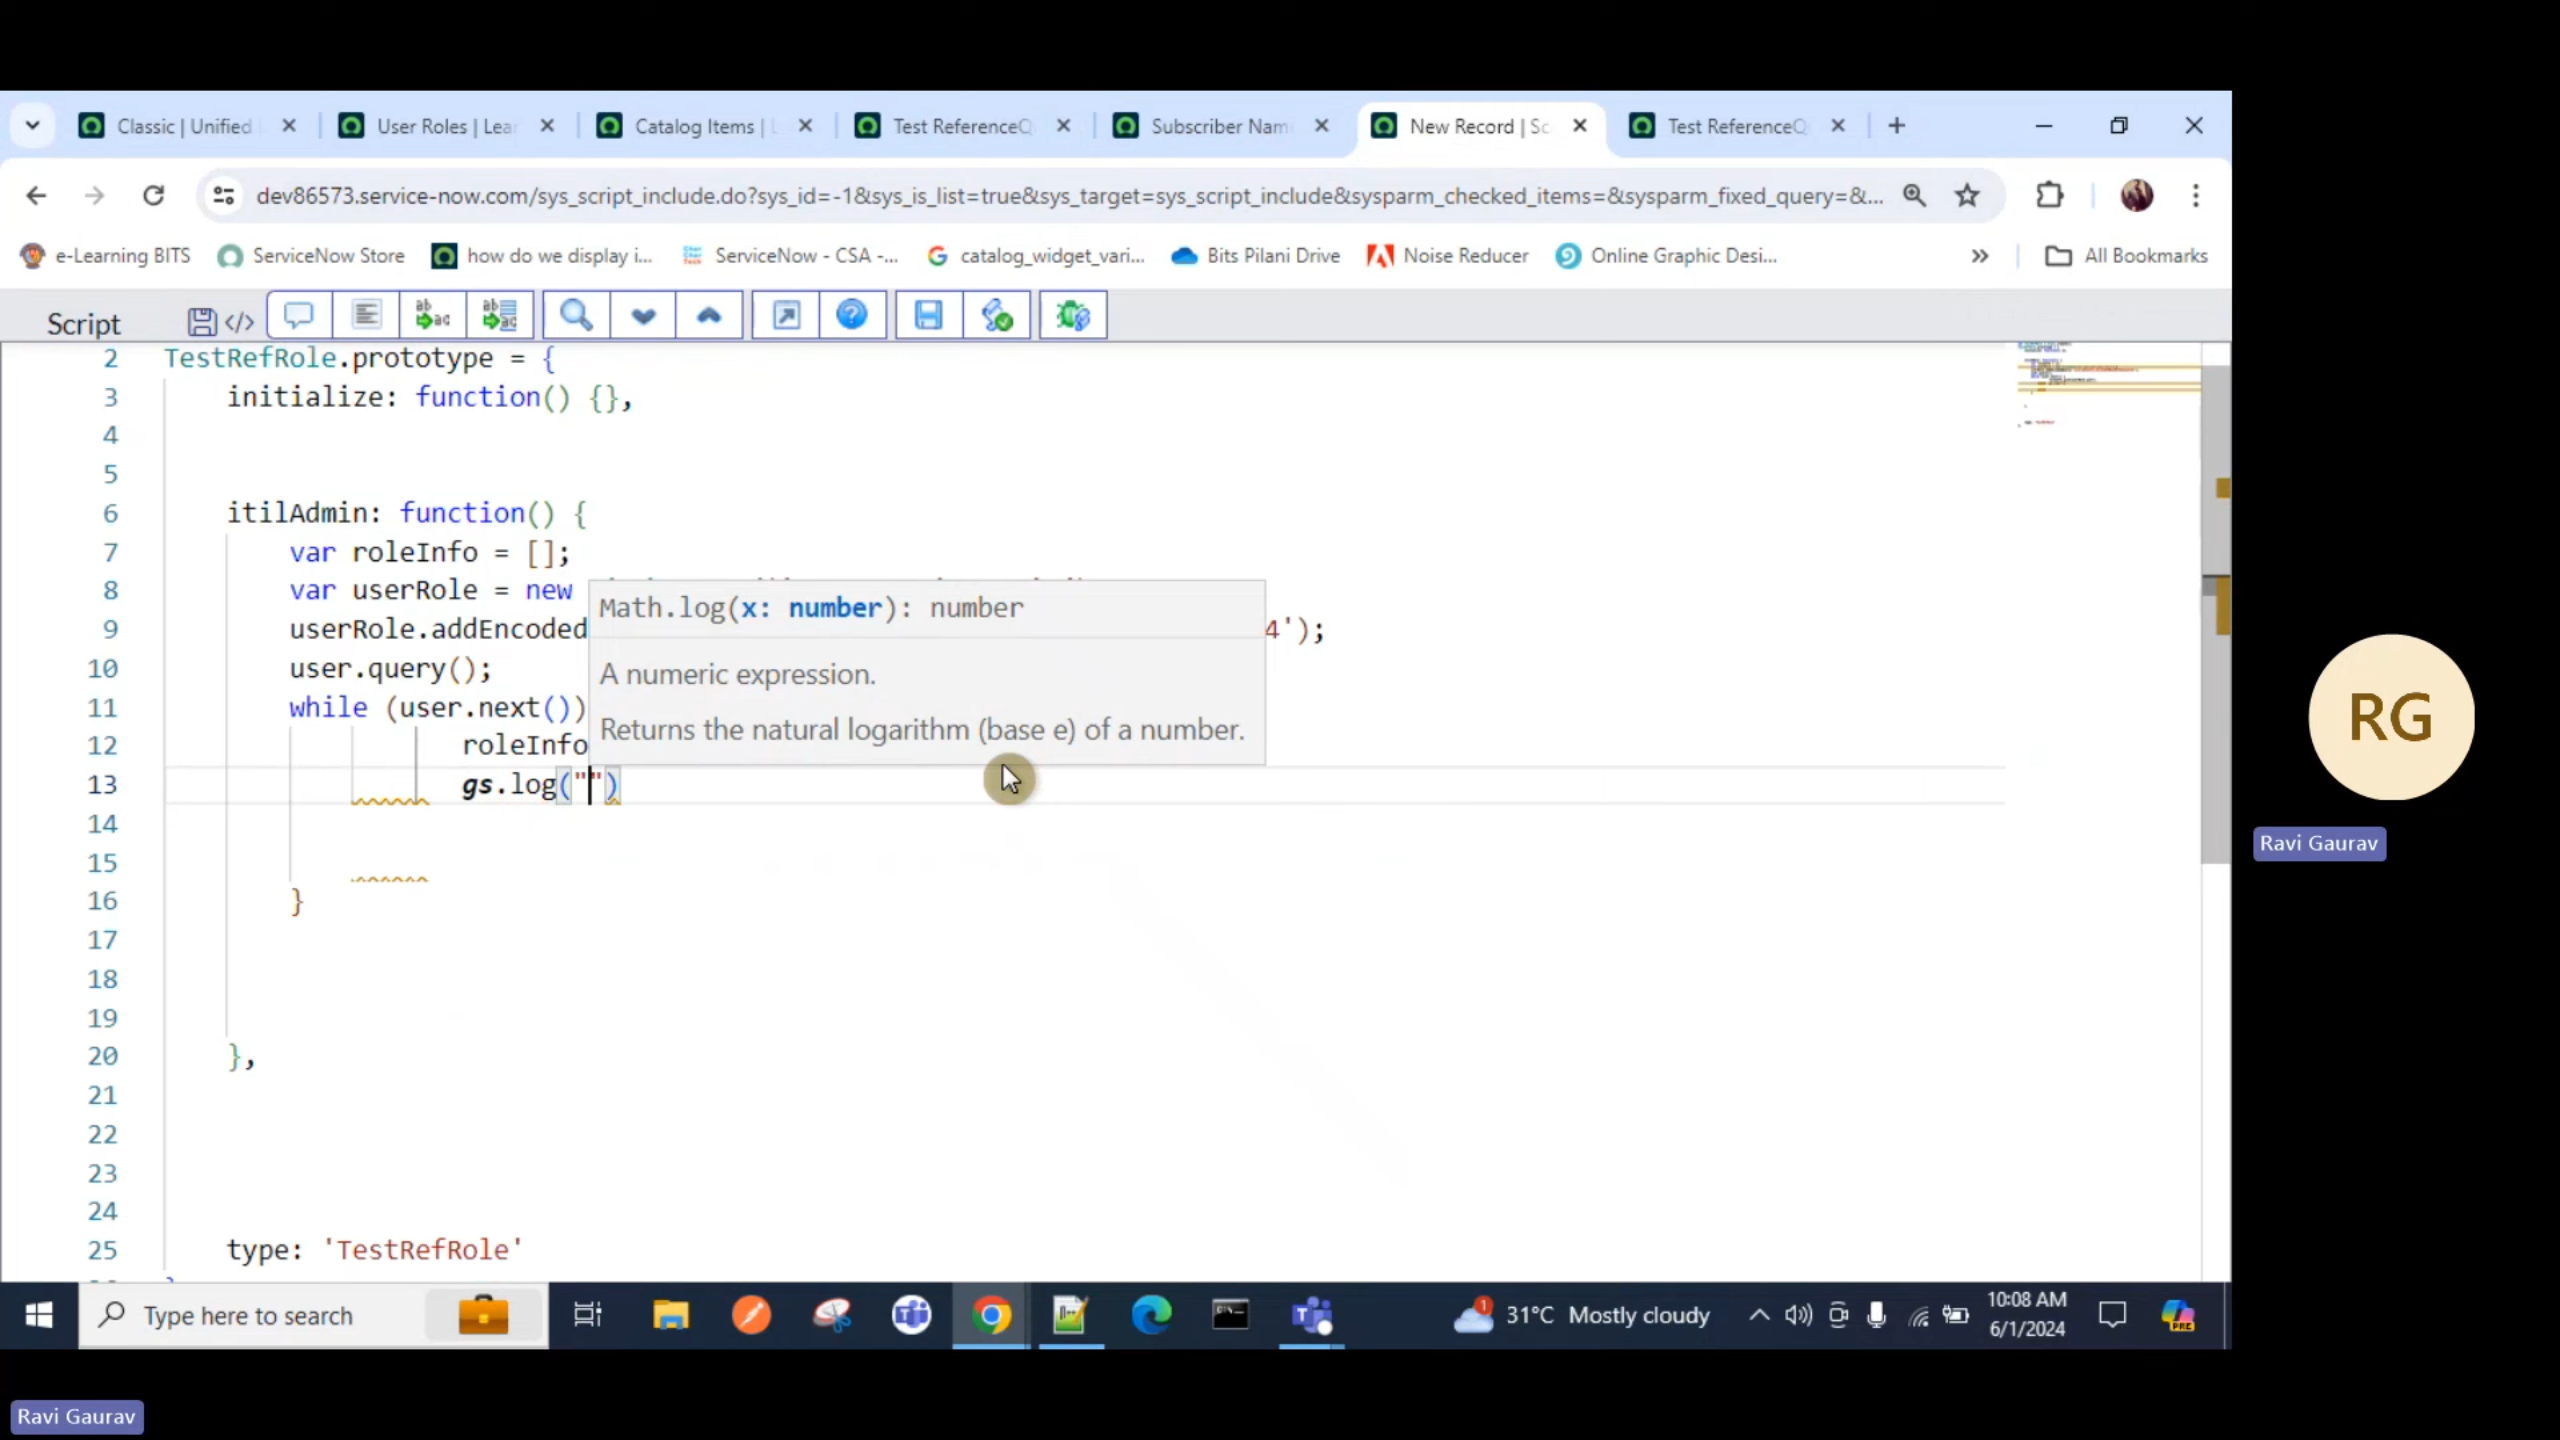 Classic | Unified
User Roles | Lear
Catalog Items | L
Test ReferenceQ
Subscriber Nam
New Record | Sc
Test ReferenceQ
dev86573.service-now.com/sys_script_include.do?sys_id=-1&sys_is_list=true&sys_target=sys_script_include&sysparm_checked_items=&sysparm_fixed_query=&...
e-Learning BITS
ServiceNow Store
how do we display i...
ServiceNow - CSA -...
catalog_widget_vari...
Bits Pilani Drive
Noise Reducer
Online Graphic Desi...
All Bookmarks
Script
2 TestRefRole.prototype = {
3 initialize: function() {},
4
5
6 itilAdmin: function() {
7 var roleInfo = [];
8 var userRole = new
9 userRole.addEncoded 4');
10 user.query();
11 while (user.next())
12 roleInfo
13 gs.log("")
14
15
16 }
17
18
19
20 },
21
22
23
24
25 type: 'TestRefRole'
Math.log(x: number): number
A numeric expression.
Returns the natural logarithm (base e) of a number.
RG
Ravi Gaurav
Type here to search
31°C Mostly cloudy
10:08 AM
6/1/2024
Ravi Gaurav